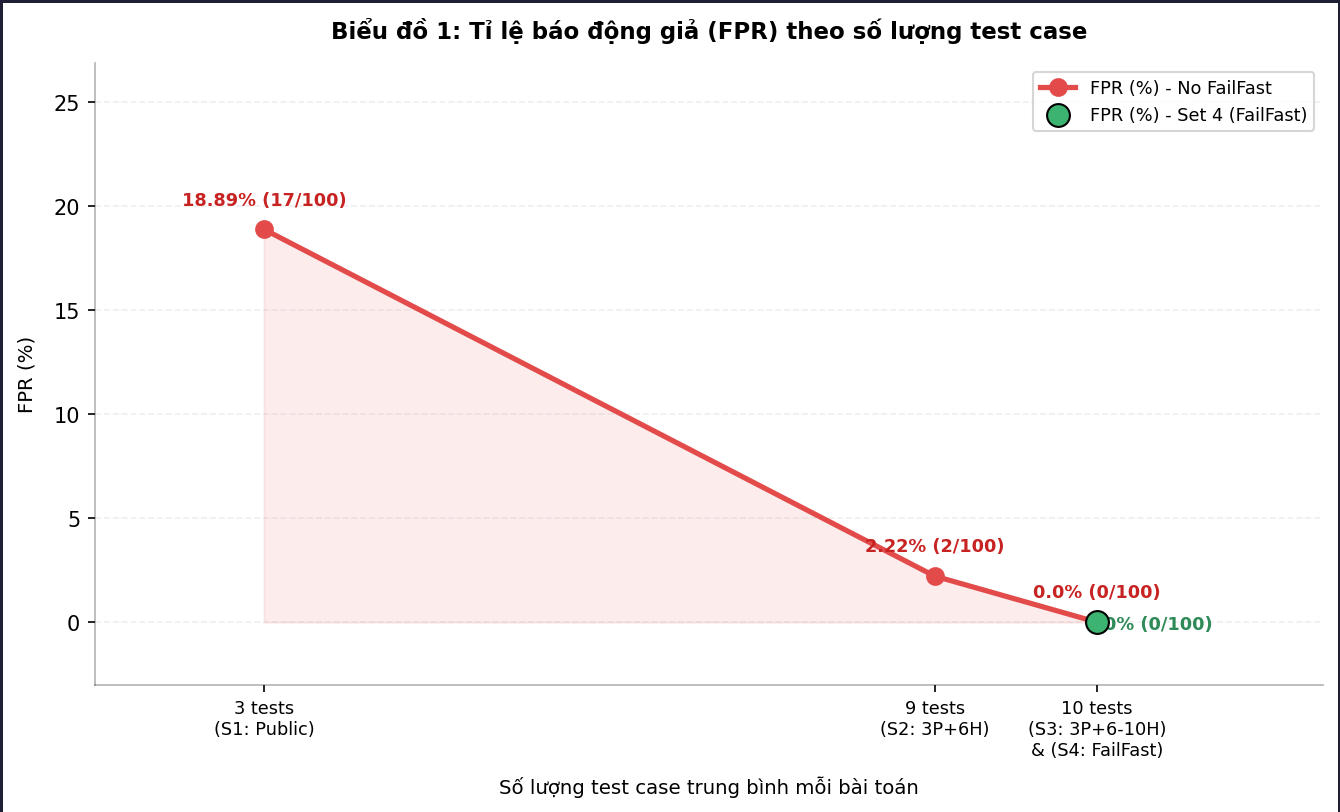 Biểu đồ 1: Tỉ lệ báo động giả (FPR) theo số lượng test case
FPR (%) - No FailFast
FPR (%) - Set 4 (FailFast)
25
20
15
10
5
0
FPR (%)
18.89% (17/100)
2.22% (2/100)
0.0% (0/100)
0% (0/100)
3 tests
(S1: Public)
9 tests
(S2: 3P+6H)
10 tests
(S3: 3P+6-10H)
& (S4: FailFast)
Số lượng test case trung bình mỗi bài toán